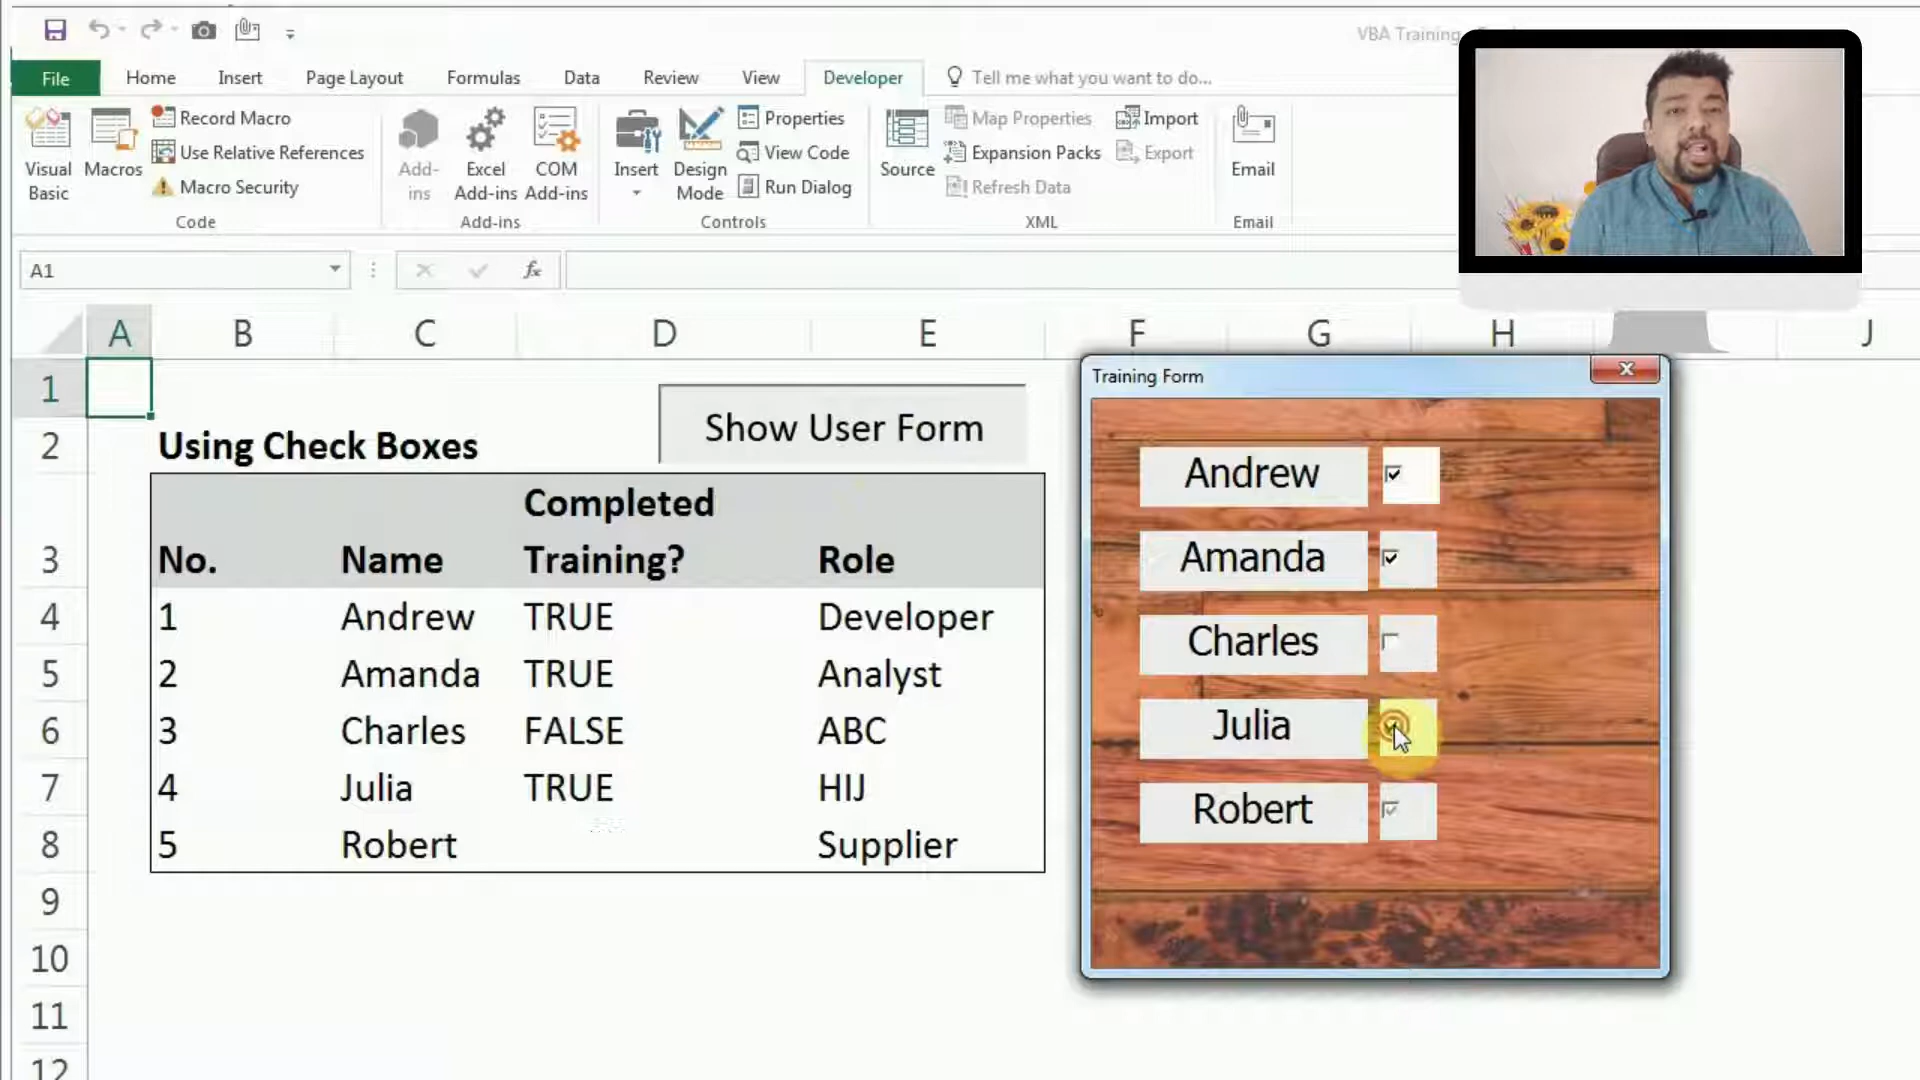 VBA Training
File Home Insert Page Layout Formulas Data Review View Developer Tell me what you want to do...
Visual Basic
Macros
Record Macro
Use Relative References
Macro Security
Code
Add-ins
Excel Add-ins
COM Add-ins
Add-ins
Insert
Design Mode
Properties
View Code
Run Dialog
Controls
Source
Map Properties
Expansion Packs
Refresh Data
Import
Export
XML
Email
Email
A1
fx
A B C D E F G H J
1
2 Using Check Boxes
Show User Form
Completed
3 No. Name Training? Role
4 1 Andrew TRUE Developer
5 2 Amanda TRUE Analyst
6 3 Charles FALSE ABC
7 4 Julia TRUE HIJ
8 5 Robert Supplier
9
10
11
12
Training Form
Andrew
Amanda
Charles
Julia
Robert